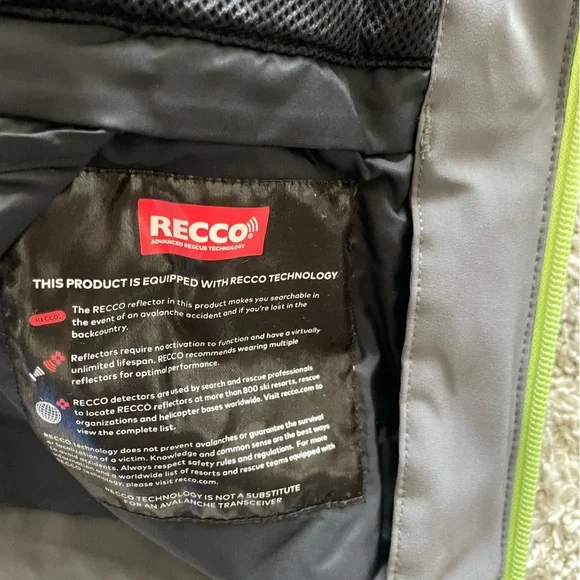 RECCO®
ADVANCED RESCUE TECHNOLOGY
THIS PRODUCT IS EQUIPPED WITH RECCO TECHNOLOGY
RECCO
The RECCO reflector in this product makes you searchable in
the event of an avalanche accident and if you're lost in the
backcountry.
Reflectors require no activation to function and have a virtually
unlimited lifespan. RECCO recommends wearing multiple
reflectors for optimal performance.
RECCO detectors are used by search and rescue professionals
to locate RECCO reflectors at more than 800 ski resorts, rescue
organizations and helicopter bases worldwide. Visit recco.com to
view the complete list.
RECCO technology does not prevent avalanches or guarantee the survival
or localization of a victim. Knowledge and common sense are the best ways
avoid accidents. Always respect safety rules and regulations. For more
and a worldwide list of resorts and rescue teams equipped with
RECCO technology, please visit recco.com.
RECCO TECHNOLOGY IS NOT A SUBSTITUTE
FOR AN AVALANCHE TRANSCEIVER